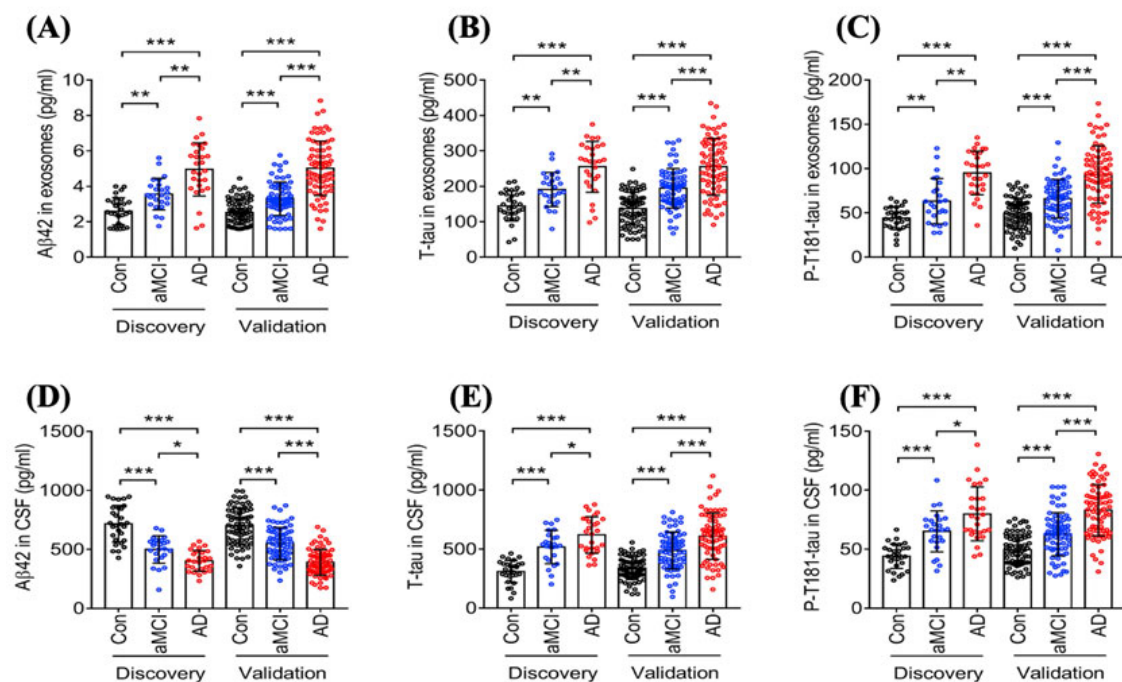 (A)
Aβ42 in exosomes (pg/ml)
6
4
2
0
***
**
**
***
***
***
Con
aMCI
AD
Con
aMCI
AD
Discovery
Validation
(B)
T-tau in exosomes (pg/ml)
500
400
300
200
100
0
***
**
**
***
***
***
Con
aMCI
AD
Con
aMCI
AD
Discovery
Validation
(C)
P-T181-tau in exosomes (pg/ml)
200
150
100
50
0
***
**
**
***
***
***
Con
aMCI
AD
Con
aMCI
AD
Discovery
Validation
(D)
Aβ42 in CSF (pg/ml)
1500
1000
500
0
***
*
***
***
***
***
Con
aMCI
AD
Con
aMCI
AD
Discovery
Validation
(E)
T-tau in CSF (pg/ml)
1500
1000
500
0
***
*
***
***
***
***
Con
aMCI
AD
Con
aMCI
AD
Discovery
Validation
(F)
P-T181-tau in CSF (pg/ml)
150
100
50
0
***
*
***
***
***
***
Con
aMCI
AD
Con
aMCI
AD
Discovery
Validation